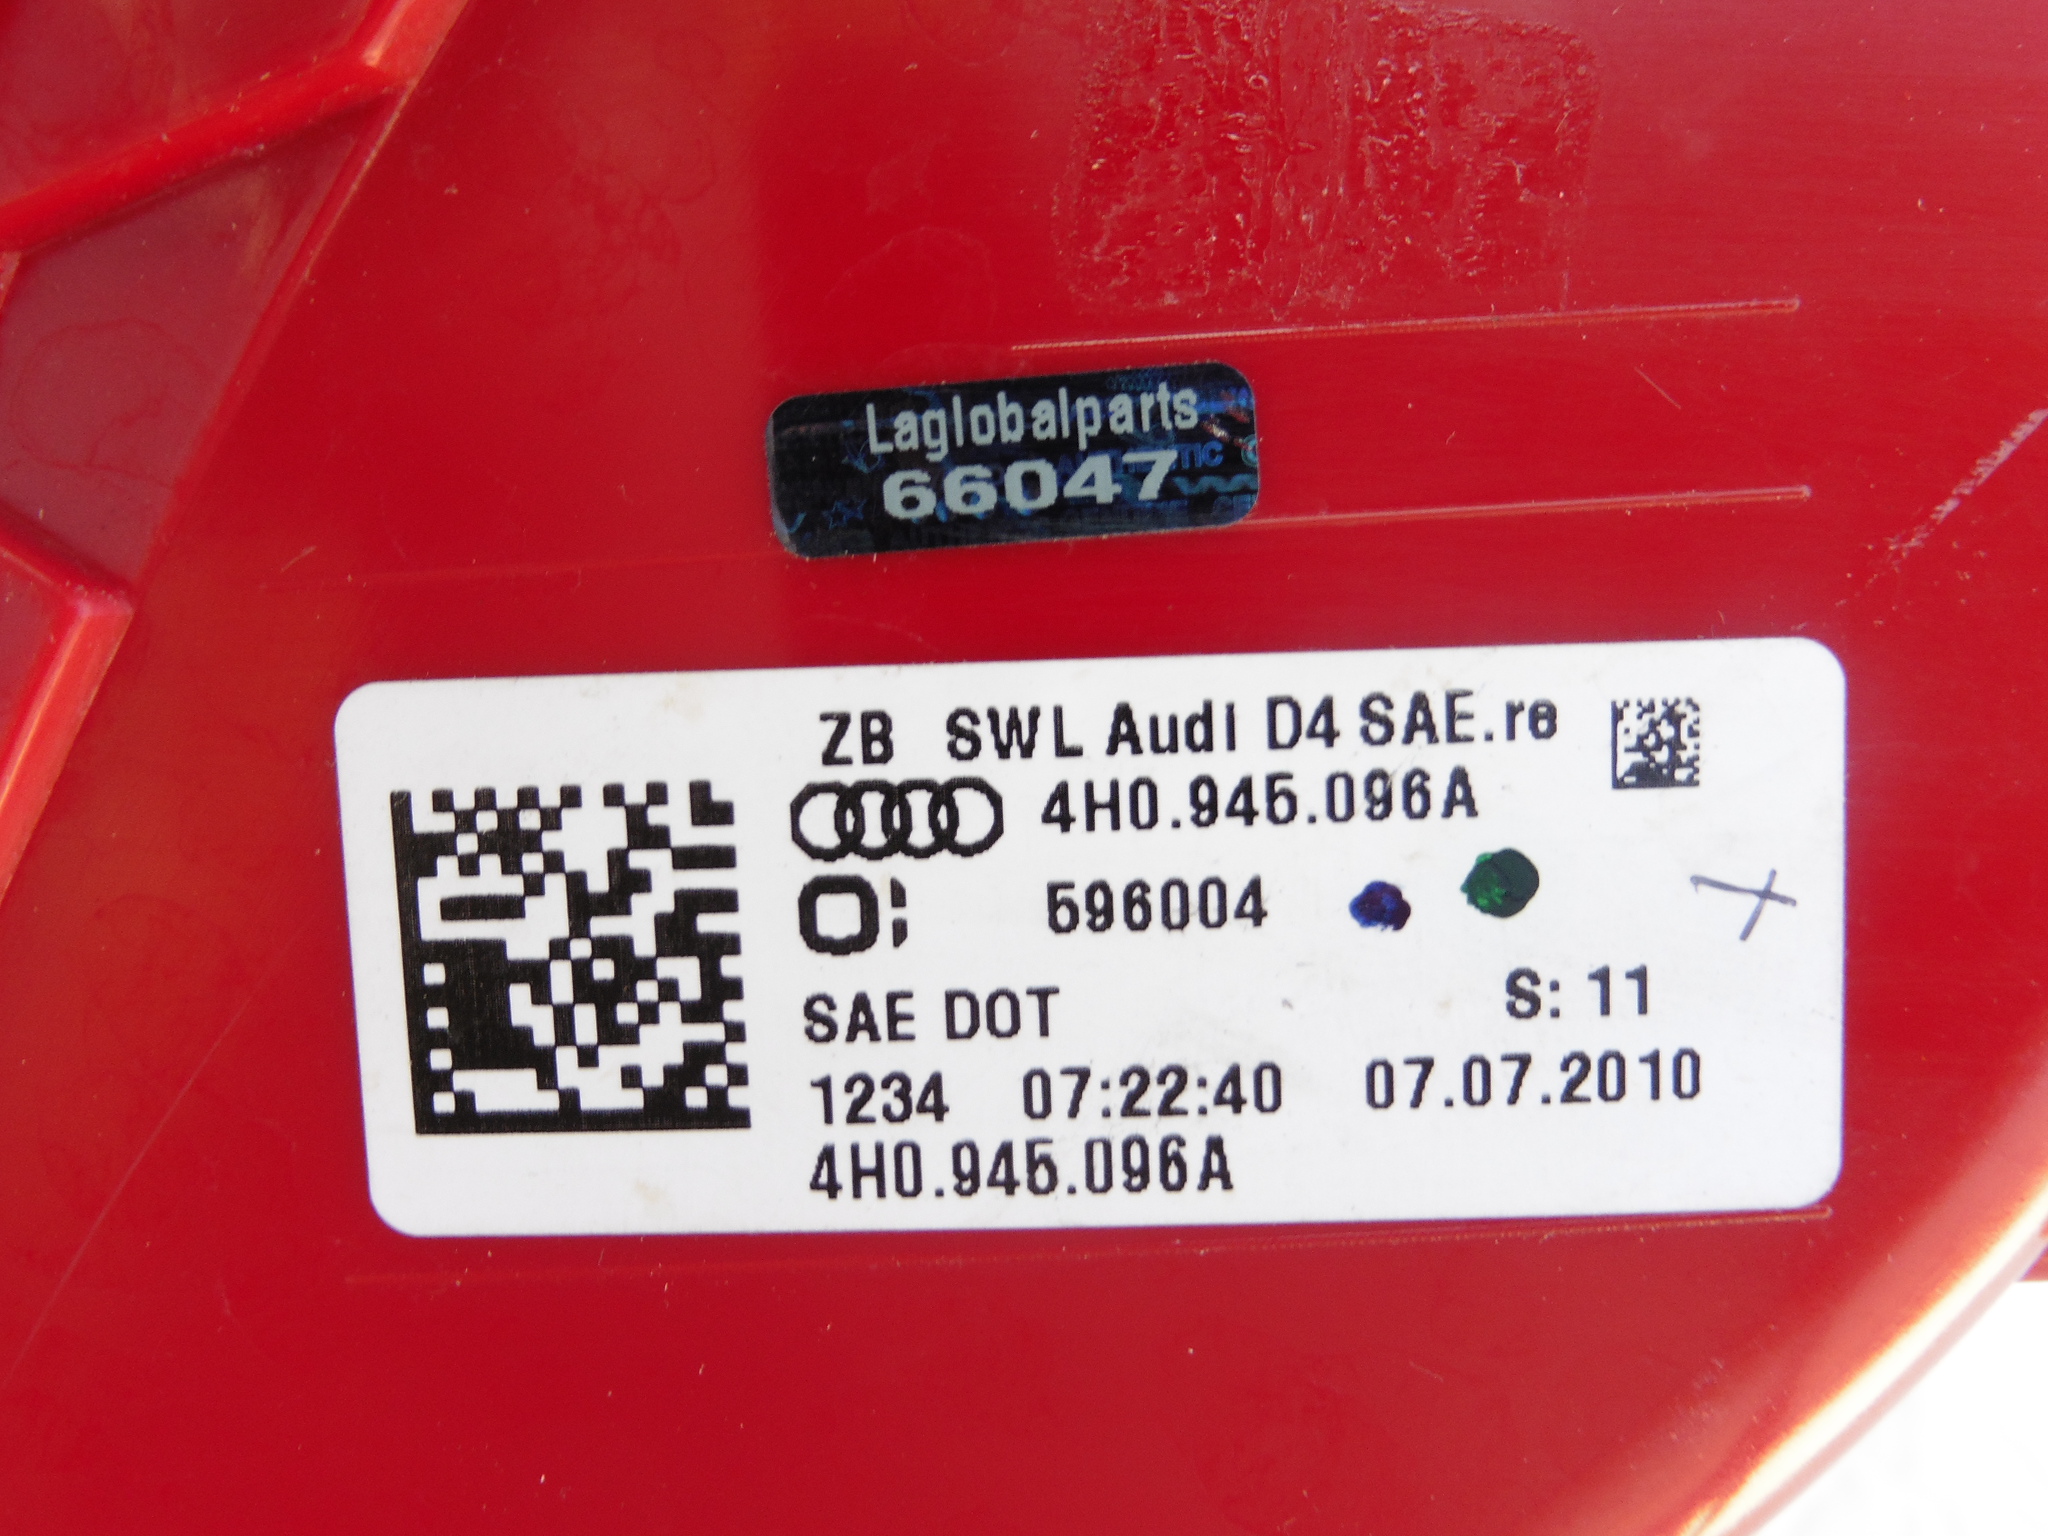 Laglobalparts
66047
ZB SWL Audi D4 SAE.re
4H0.945.096A
596004
SAE DOT
S: 11
1234 07:22:40 07.07.2010
4H0.945.096A